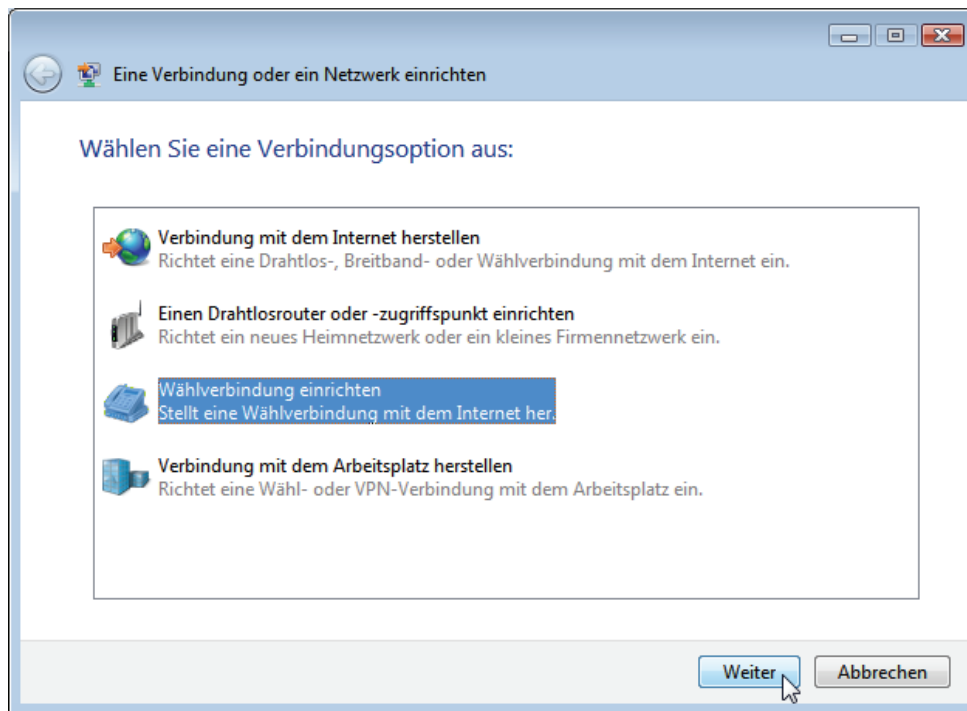 Eine Verbindung oder ein Netzwerk einrichten
Wählen Sie eine Verbindungsoption aus:
Verbindung mit dem Internet herstellen
Richtet eine Drahtlos-, Breitband- oder Wählverbindung mit dem Internet ein.
Einen Drahtlosrouter oder -zugriffspunkt einrichten
Richtet ein neues Heimnetzwerk oder ein kleines Firmennetzwerk ein.
Wählverbindung einrichten
Stellt eine Wählverbindung mit dem Internet her.
Verbindung mit dem Arbeitsplatz herstellen
Richtet eine Wähl- oder VPN-Verbindung mit dem Arbeitsplatz ein.
Weiter Abbrechen